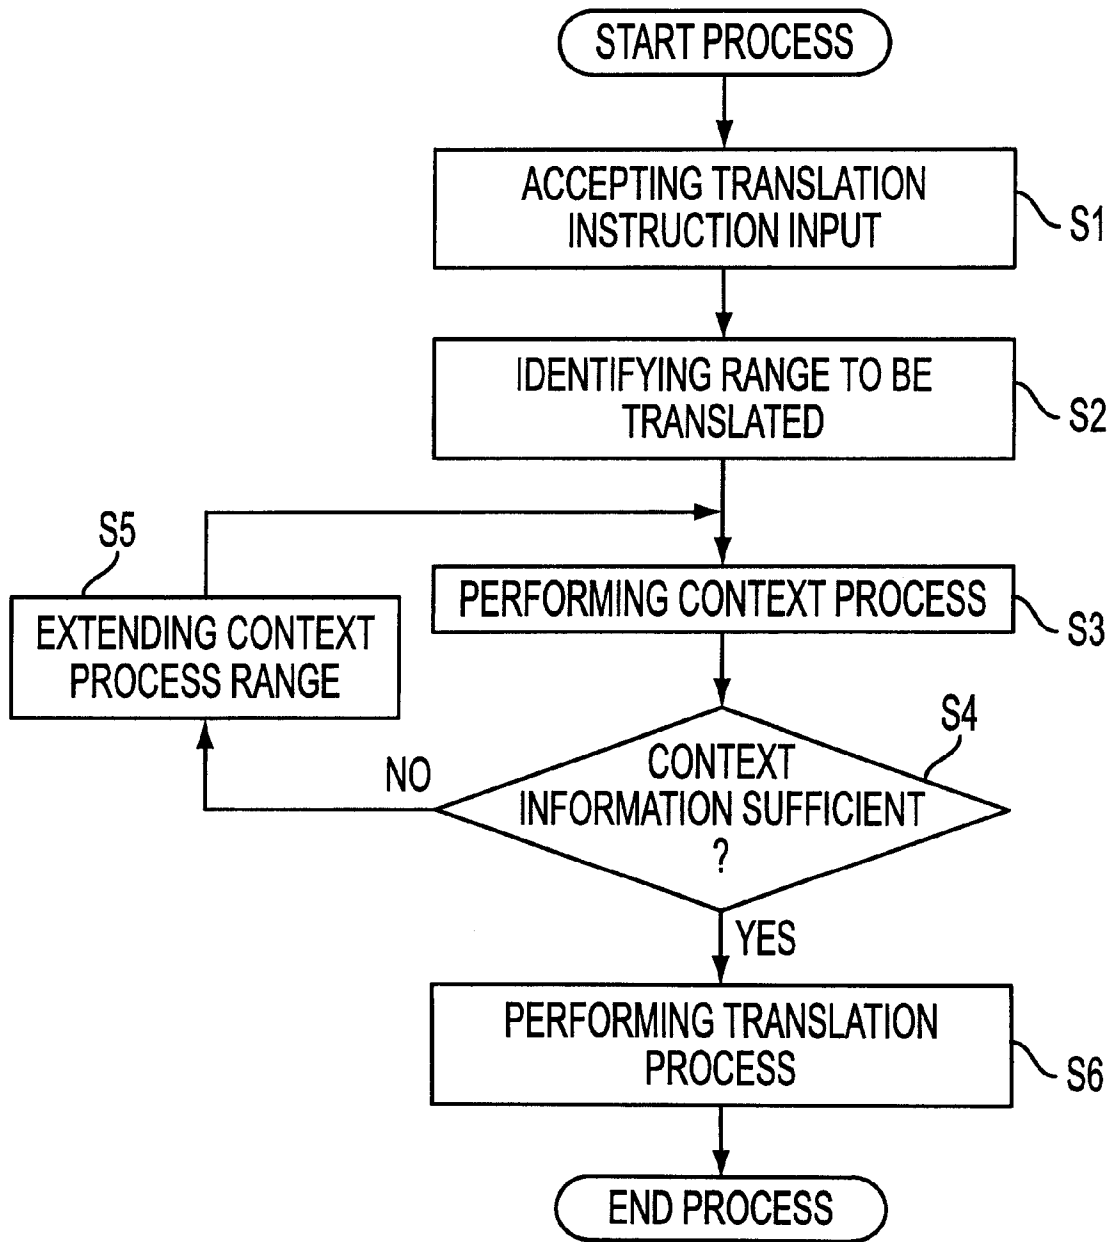 START PROCESS
ACCEPTING TRANSLATION
INSTRUCTION INPUT
S1
IDENTIFYING RANGE TO BE
TRANSLATED
S2
S5
EXTENDING CONTEXT
PROCESS RANGE
PERFORMING CONTEXT PROCESS
S3
S4
CONTEXT
INFORMATION SUFFICIENT
?
NO
YES
PERFORMING TRANSLATION
PROCESS
S6
END PROCESS